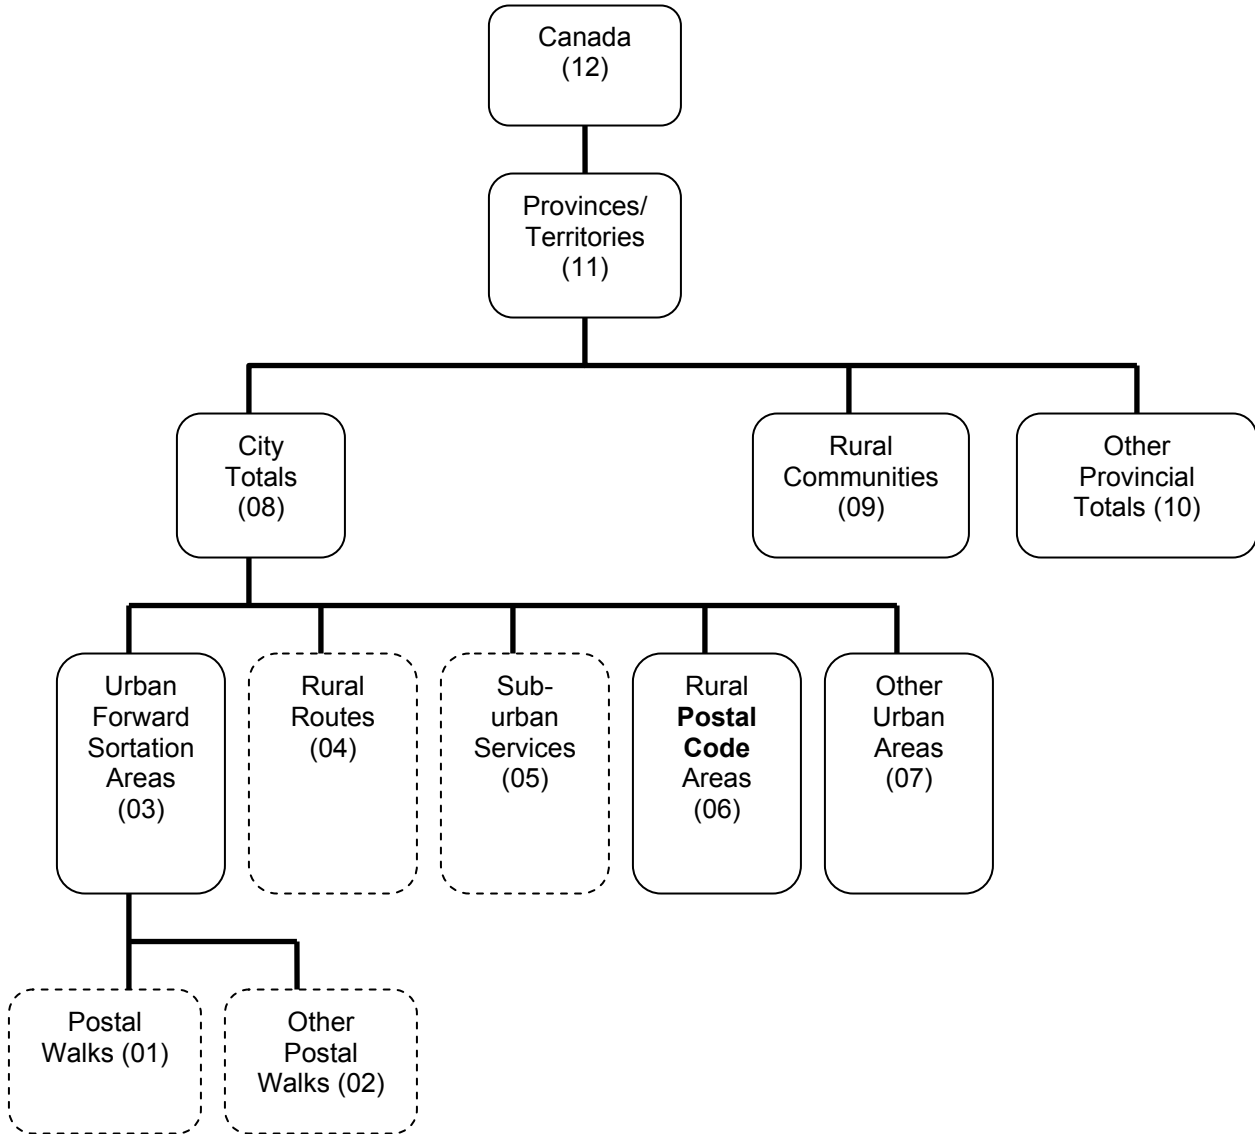 Canada
(12)
Provinces/
Territories
(11)
City
Totals
(08)
Rural
Communities
(09)
Other
Provincial
Totals (10)
Urban
Forward
Sortation
Areas
(03)
Rural
Routes
(04)
Sub-
urban
Services
(05)
Rural
Postal
Code
Areas
(06)
Other
Urban
Areas
(07)
Postal
Walks (01)
Other
Postal
Walks (02)